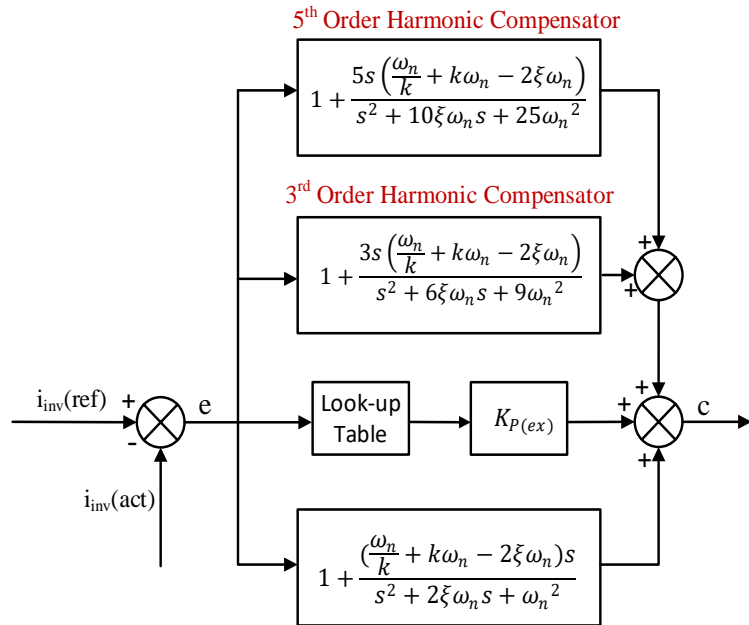 5th Order Harmonic Compensator
1 + 5s(ωn/k + kωn − 2ξωn) / (s² + 10ξωns + 25ωn²)
3rd Order Harmonic Compensator
1 + 3s(ωn/k + kωn − 2ξωn) / (s² + 6ξωns + 9ωn²)
+
+
iinv(ref)
+
-
e
Look-up
Table
KP(ex)
+
+
+
c
iinv(act)
1 + (ωn/k + kωn − 2ξωn)s / (s² + 2ξωns + ωn²)